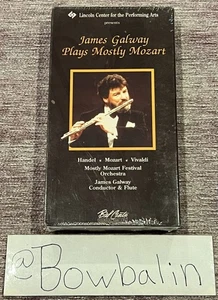 Lincoln Center for the Performing Arts
presents
James Galway
Plays Mostly Mozart
Handel • Mozart • Vivaldi
Mostly Mozart Festival
Orchestra
James Galway
Conductor & Flute
@Bowbalin